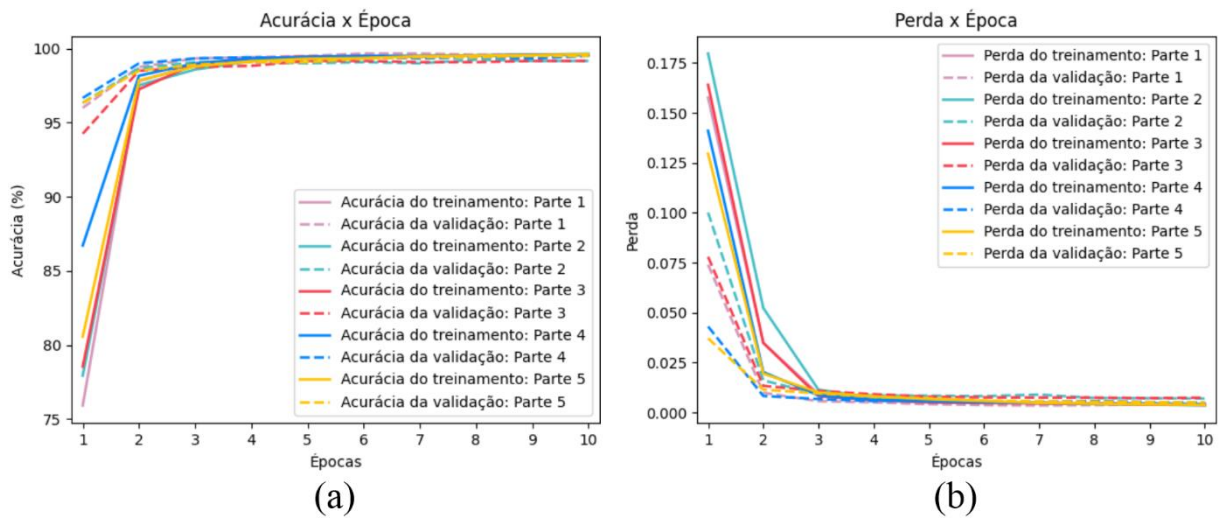 Acurácia x Época
Acurácia (%)
100
95
90
85
80
75
Acurácia do treinamento: Parte 1
Acurácia da validação: Parte 1
Acurácia do treinamento: Parte 2
Acurácia da validação: Parte 2
Acurácia do treinamento: Parte 3
Acurácia da validação: Parte 3
Acurácia do treinamento: Parte 4
Acurácia da validação: Parte 4
Acurácia do treinamento: Parte 5
Acurácia da validação: Parte 5
1 2 3 4 5 6 7 8 9 10
Épocas
(a)
Perda x Época
Perda
0.175
0.150
0.125
0.100
0.075
0.050
0.025
0.000
Perda do treinamento: Parte 1
Perda da validação: Parte 1
Perda do treinamento: Parte 2
Perda da validação: Parte 2
Perda do treinamento: Parte 3
Perda da validação: Parte 3
Perda do treinamento: Parte 4
Perda da validação: Parte 4
Perda do treinamento: Parte 5
Perda da validação: Parte 5
1 2 3 4 5 6 7 8 9 10
Épocas
(b)